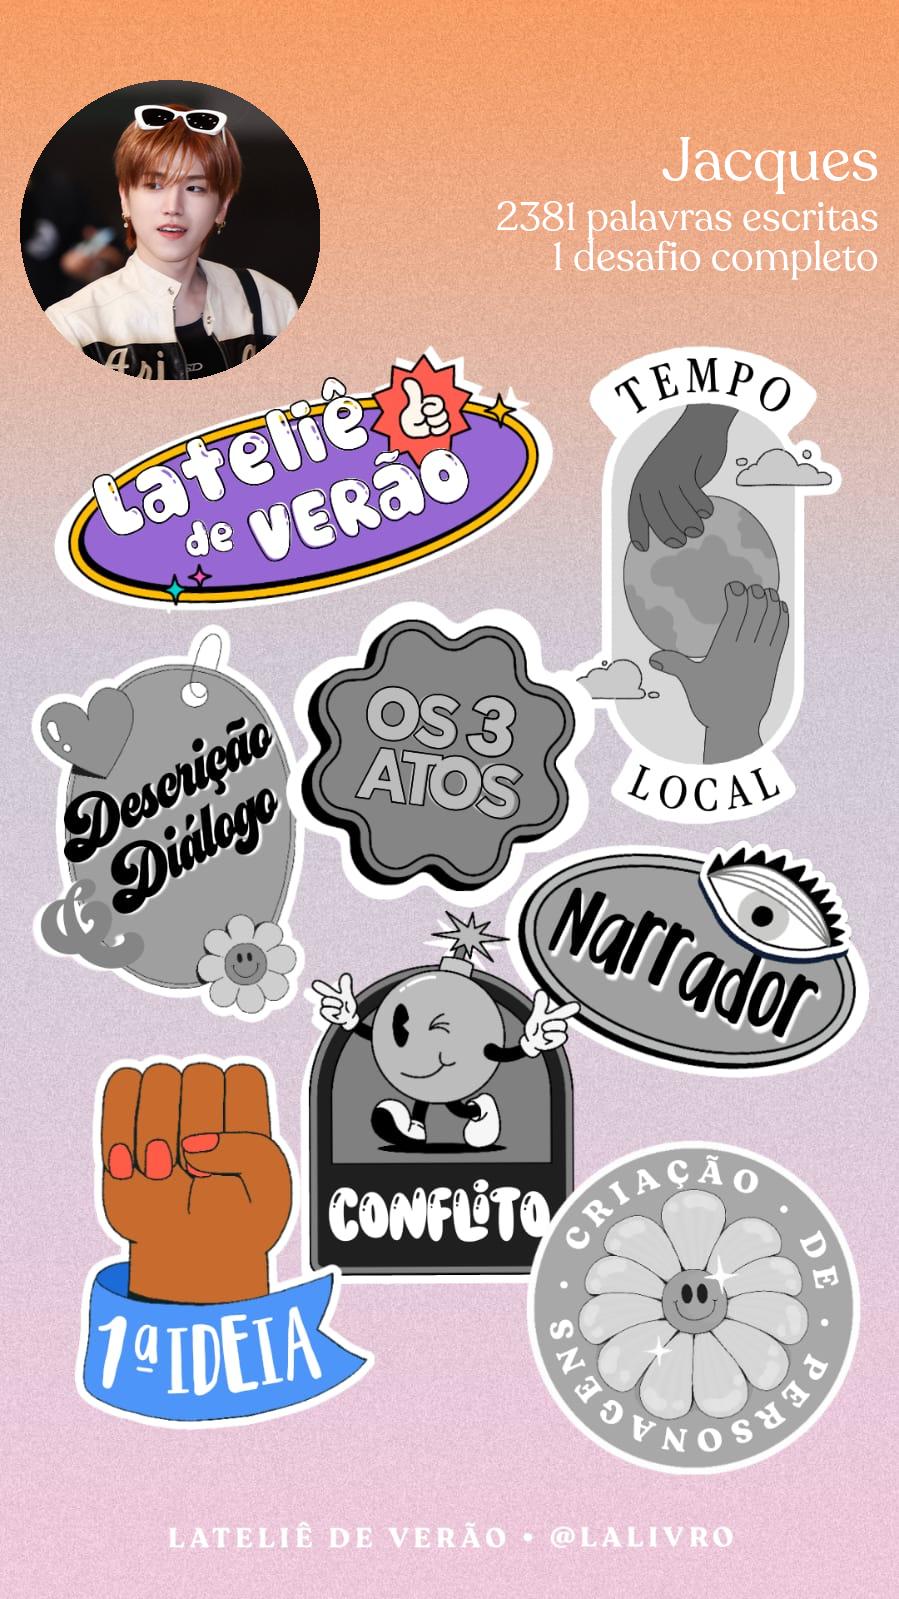 Jacques
2381 palavras escritas
1 desafio completo
Lateliê
de VERÃO
TEMPO
LOCAL
Descrição
&
Diálogo
OS 3
ATOS
Narrador
CONFLITO
1ª IDEIA
CRIAÇÃO · DE · PERSONAGENS ·
LATELIÊ DE VERÃO • @LALIVRO